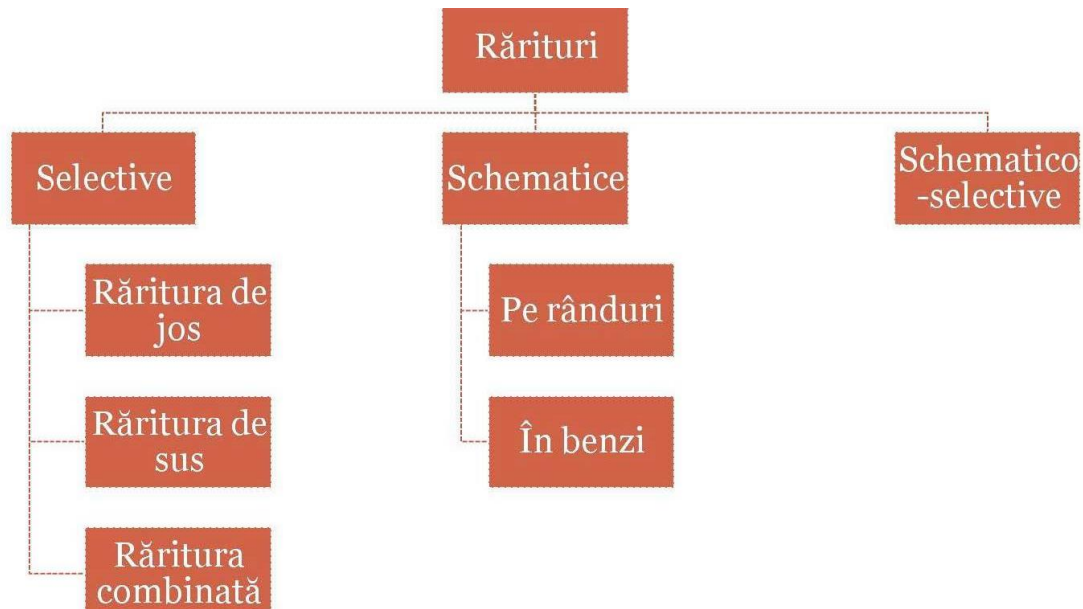 Rărituri
Selective
Schematice
Schematico
-selective
Răritura de
jos
Răritura de
sus
Răritura
combinată
Pe rânduri
În benzi